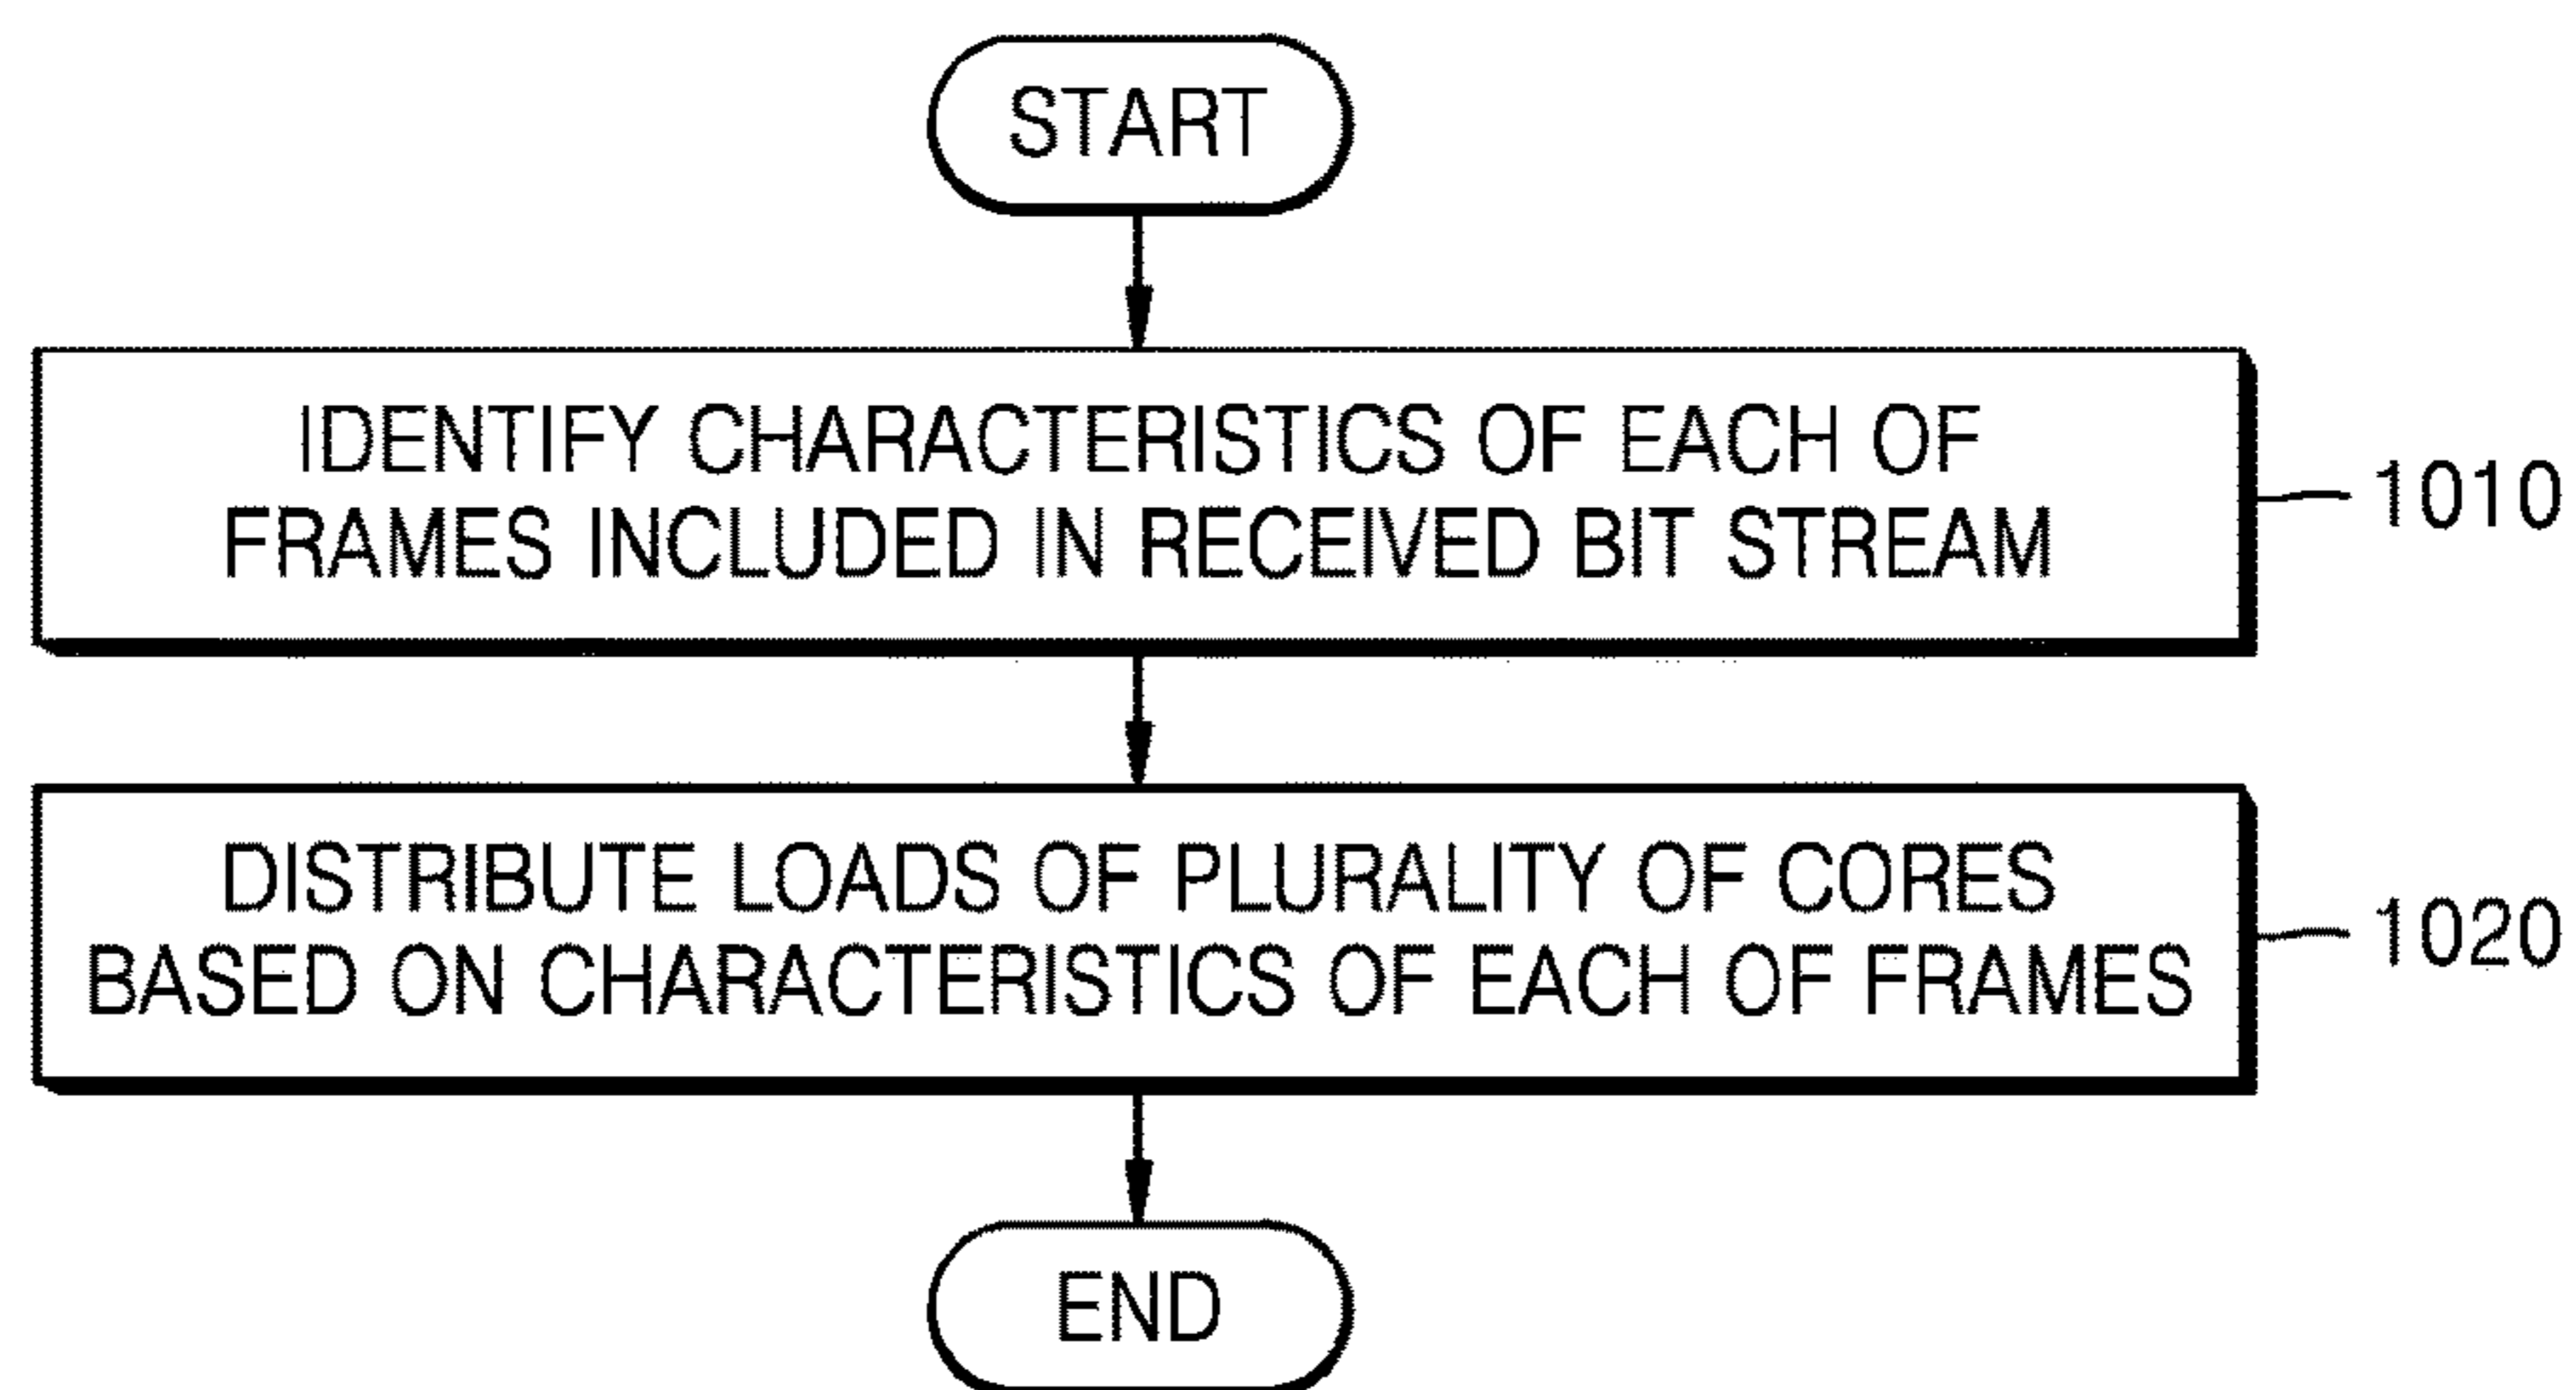 START
IDENTIFY CHARACTERISTICS OF EACH OF
FRAMES INCLUDED IN RECEIVED BIT STREAM
1010
DISTRIBUTE LOADS OF PLURALITY OF CORES
BASED ON CHARACTERISTICS OF EACH OF FRAMES
1020
END